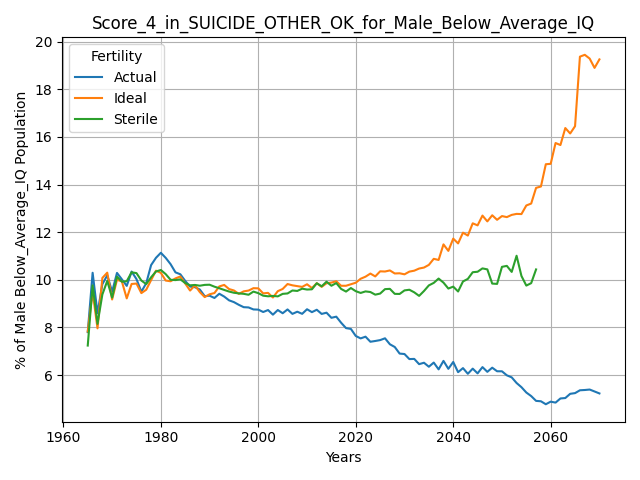 Score_4_in_SUICIDE_OTHER_OK_for_Male_Below_Average_IQ
Fertility
Actual
Ideal
Sterile
% of Male Below_Average_IQ Population
20
18
16
14
12
10
8
6
1960
1980
2000
2020
2040
2060
Years